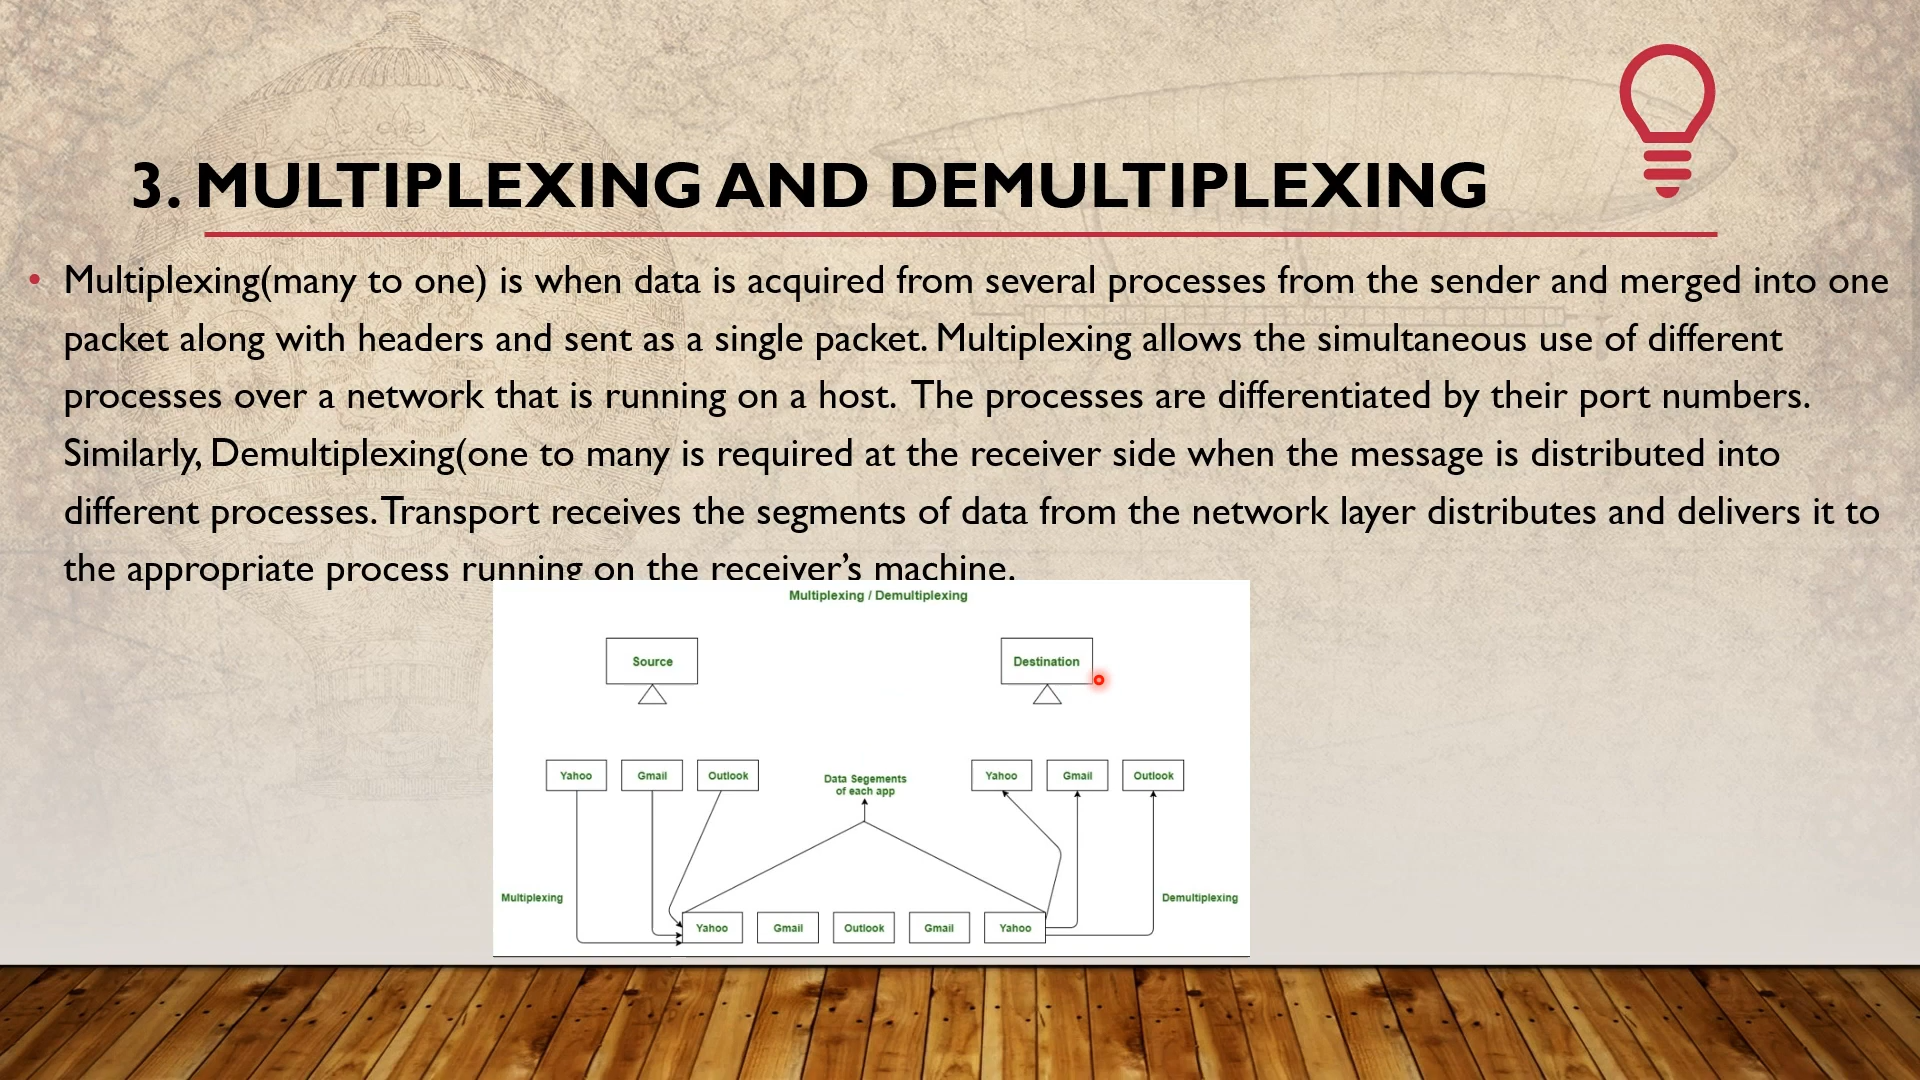 3. MULTIPLEXING AND DEMULTIPLEXING
• Multiplexing(many to one) is when data is acquired from several processes from the sender and merged into one
packet along with headers and sent as a single packet. Multiplexing allows the simultaneous use of different
processes over a network that is running on a host. The processes are differentiated by their port numbers.
Similarly, Demultiplexing(one to many is required at the receiver side when the message is distributed into
different processes. Transport receives the segments of data from the network layer distributes and delivers it to
the appropriate process running on the receiver’s machine.
Multiplexing / Demultiplexing
Source
Destination
Yahoo
Gmail
Outlook
Data Segements
of each app
Yahoo
Gmail
Outlook
Multiplexing
Demultiplexing
Yahoo
Gmail
Outlook
Gmail
Yahoo